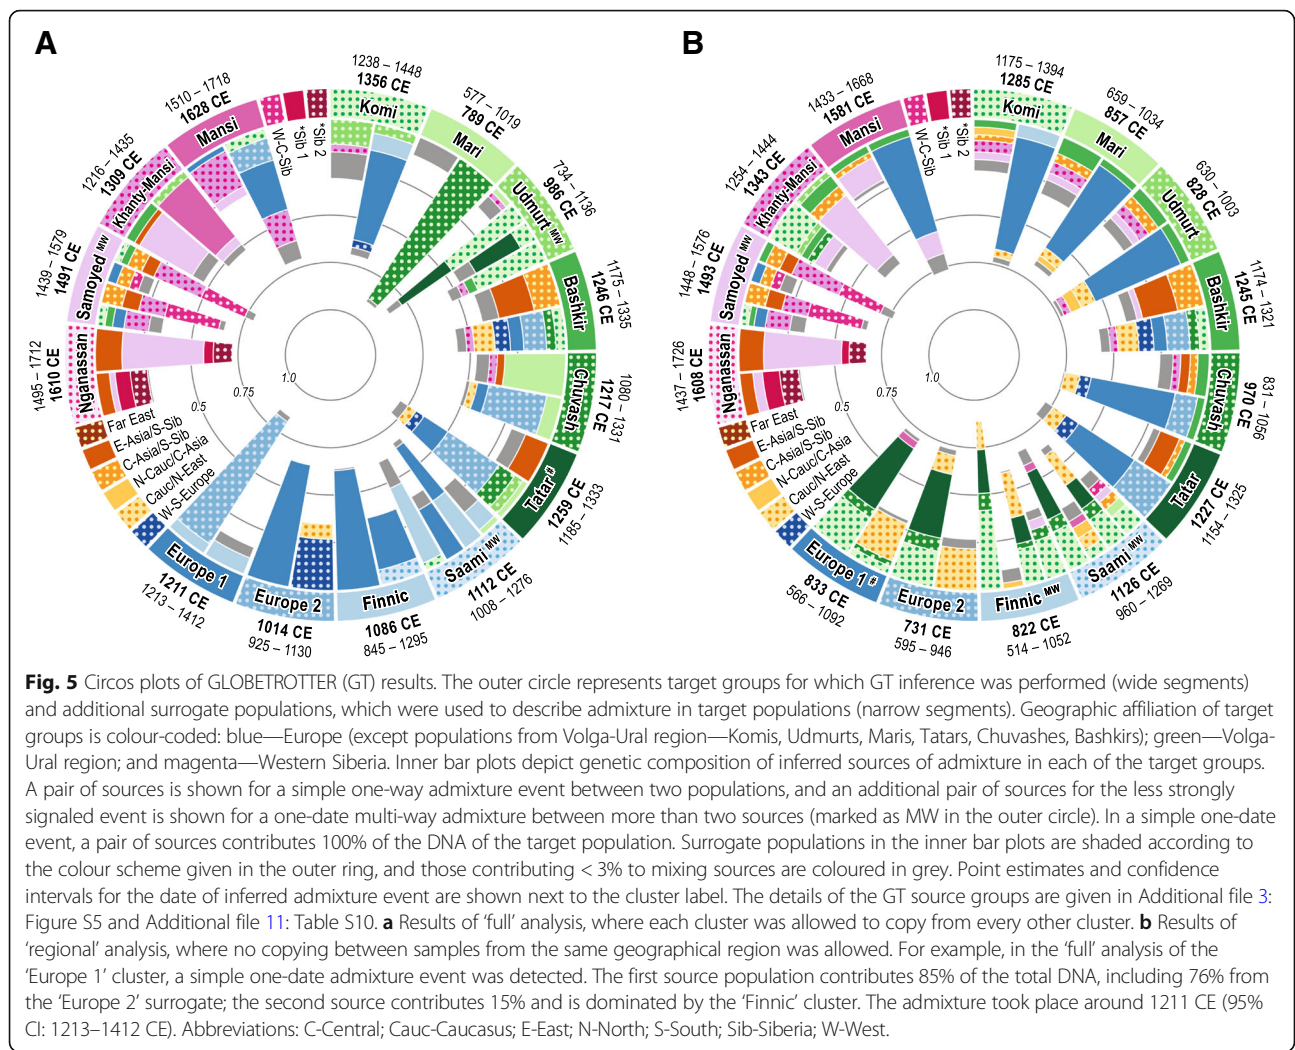 A
B
1238 – 1448
1356 CE
Komi
577 – 1019
789 CE
Mari
734 – 1136
986 CE
Udmurt MW
1175 – 1335
1246 CE
Bashkir
1080 – 1331
1217 CE
Chuvash
Tatar #
1259 CE
1185 – 1333
Saami MW
1112 CE
1008 – 1276
Finnic
1086 CE
845 – 1295
Europe 2
1014 CE
925 – 1130
Europe 1
1211 CE
1213 – 1412
W-S-Europe
Cauc/N-East
N-Cauc/C-Asia
C-Asia/S-Sib
E-Asia/S-Sib
Far East
1495 – 1712
1610 CE
Nganassan
1439 – 1579
1491 CE
Samoyed MW
1216 – 1435
1309 CE
Khanty-Mansi
1510 – 1718
1628 CE
Mansi
W-C-Sib
*Sib 1
*Sib 2
0.5
0.75
1.0
1175 – 1394
1285 CE
Komi
659 – 1034
857 CE
Mari
630 – 1003
828 CE
Udmurt
1174 – 1321
1245 CE
Bashkir
831 – 1056
970 CE
Chuvash
Tatar
1227 CE
1154 – 1325
Saami MW
1126 CE
960 – 1269
Finnic MW
822 CE
514 – 1052
Europe 2
731 CE
595 – 946
Europe 1 #
833 CE
566 – 1092
W-S-Europe
Cauc/N-East
N-Cauc/C-Asia
C-Asia/S-Sib
E-Asia/S-Sib
Far East
1437 – 1726
1608 CE
Nganassan
1448 – 1576
1493 CE
Samoyed MW
1254 – 1444
1343 CE
Khanty-Mansi
1433 – 1668
1581 CE
Mansi
W-C-Sib
*Sib 1
*Sib 2
0.5
0.75
1.0
Fig. 5 Circos plots of GLOBETROTTER (GT) results. The outer circle represents target groups for which GT inference was performed (wide segments)
and additional surrogate populations, which were used to describe admixture in target populations (narrow segments). Geographic affiliation of target
groups is colour-coded: blue—Europe (except populations from Volga-Ural region—Komis, Udmurts, Maris, Tatars, Chuvashes, Bashkirs); green—Volga-
Ural region; and magenta—Western Siberia. Inner bar plots depict genetic composition of inferred sources of admixture in each of the target groups.
A pair of sources is shown for a simple one-way admixture event between two populations, and an additional pair of sources for the less strongly
signaled event is shown for a one-date multi-way admixture between more than two sources (marked as MW in the outer circle). In a simple one-date
event, a pair of sources contributes 100% of the DNA of the target population. Surrogate populations in the inner bar plots are shaded according to
the colour scheme given in the outer ring, and those contributing < 3% to mixing sources are coloured in grey. Point estimates and confidence
intervals for the date of inferred admixture event are shown next to the cluster label. The details of the GT source groups are given in Additional file 3:
Figure S5 and Additional file 11: Table S10. a Results of ‘full’ analysis, where each cluster was allowed to copy from every other cluster. b Results of
‘regional’ analysis, where no copying between samples from the same geographical region was allowed. For example, in the ‘full’ analysis of the
‘Europe 1’ cluster, a simple one-date admixture event was detected. The first source population contributes 85% of the total DNA, including 76% from
the ‘Europe 2’ surrogate; the second source contributes 15% and is dominated by the ‘Finnic’ cluster. The admixture took place around 1211 CE (95%
CI: 1213–1412 CE). Abbreviations: C-Central; Cauc-Caucasus; E-East; N-North; S-South; Sib-Siberia; W-West.